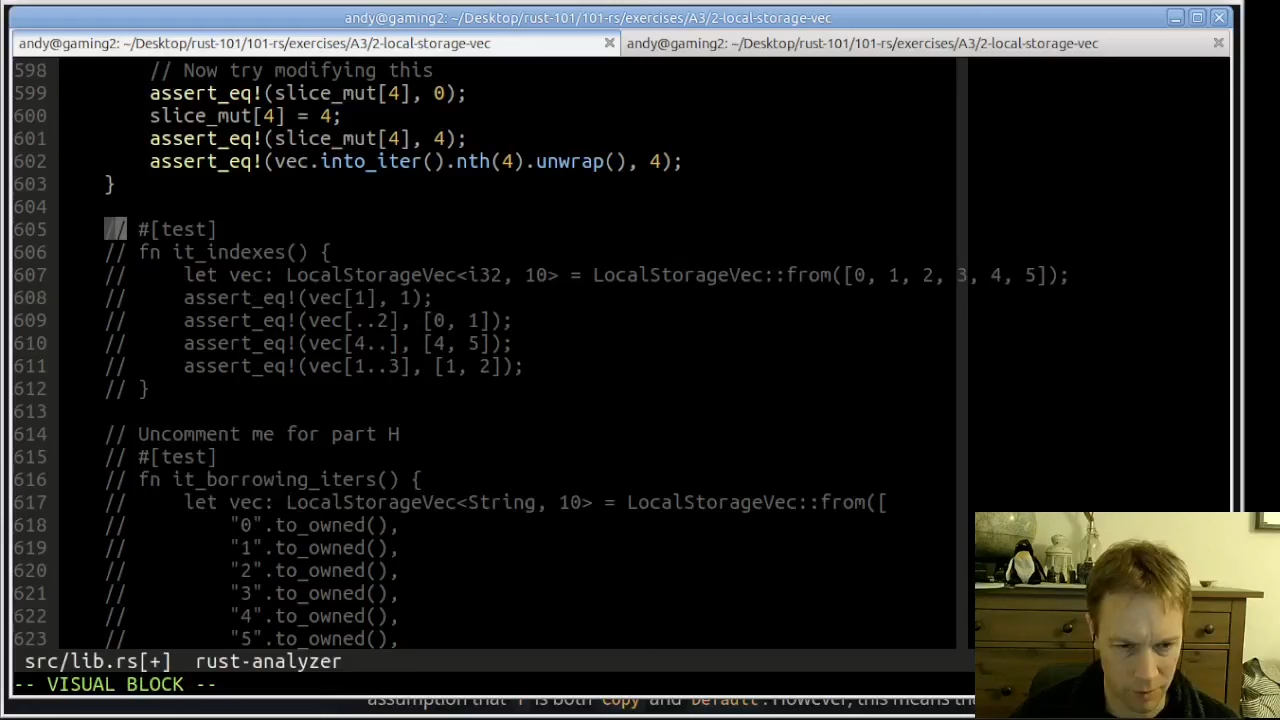 andy@gaming2: ~/Desktop/rust-101/101-rs/exercises/A3/2-local-storage-vec
andy@gaming2: ~/Desktop/rust-101/101-rs/exercises/A3/2-local-storage-vec
andy@gaming2: ~/Desktop/rust-101/101-rs/exercises/A3/2-local-storage-vec
598         // Now try modifying this
599         assert_eq!(slice_mut[4], 0);
600         slice_mut[4] = 4;
601         assert_eq!(slice_mut[4], 4);
602         assert_eq!(vec.into_iter().nth(4).unwrap(), 4);
603     }
604
605     // #[test]
606     // fn it_indexes() {
607     //     let vec: LocalStorageVec<i32, 10> = LocalStorageVec::from([0, 1, 2, 3, 4, 5]);
608     //     assert_eq!(vec[1], 1);
609     //     assert_eq!(vec[..2], [0, 1]);
610     //     assert_eq!(vec[4..], [4, 5]);
611     //     assert_eq!(vec[1..3], [1, 2]);
612     // }
613
614     // Uncomment me for part H
615     // #[test]
616     // fn it_borrowing_iters() {
617     //     let vec: LocalStorageVec<String, 10> = LocalStorageVec::from([
618     //         "0".to_owned(),
619     //         "1".to_owned(),
620     //         "2".to_owned(),
621     //         "3".to_owned(),
622     //         "4".to_owned(),
623     //         "5".to_owned(),
src/lib.rs[+]  rust-analyzer
-- VISUAL BLOCK --
assumption that T is both Copy and Default. However, this means th